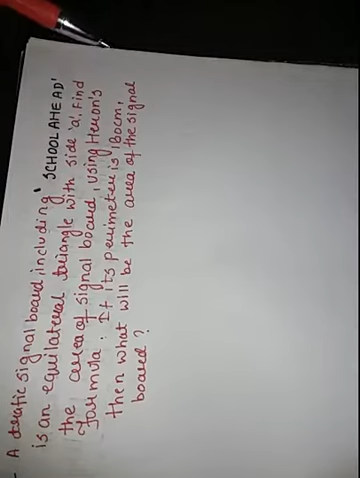 A traffic signal board including 'SCHOOL AHEAD'
is an equilateral triangle with side 'a'. Find
the area of signal board, using Heron's
formula. If its perimeter is 180cm,
then what will be the area of the signal
board?